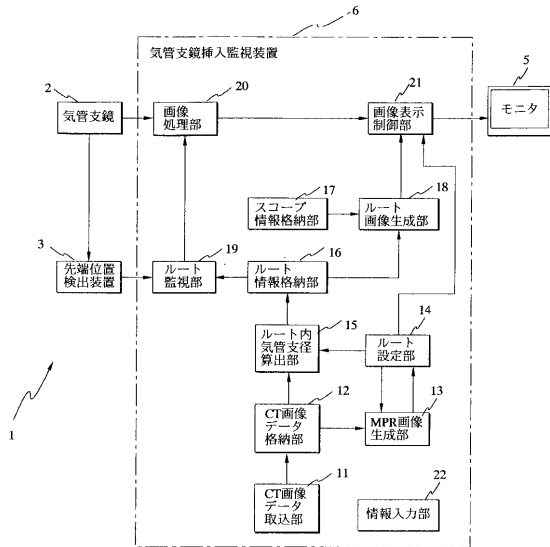 6
気管支鏡挿入監視装置
2
気管支鏡
20
画像
処理部
21
画像表示
制御部
5
モニタ
17
スコープ
情報格納部
18
ルート
画像生成部
3
先端位置
検出装置
19
ルート
監視部
16
ルート
情報格納部
15
ルート内
気管支径
算出部
14
ルート
設定部
12
CT画像
データ
格納部
13
MPR画像
生成部
1
11
CT画像
データ
取込部
22
情報入力部